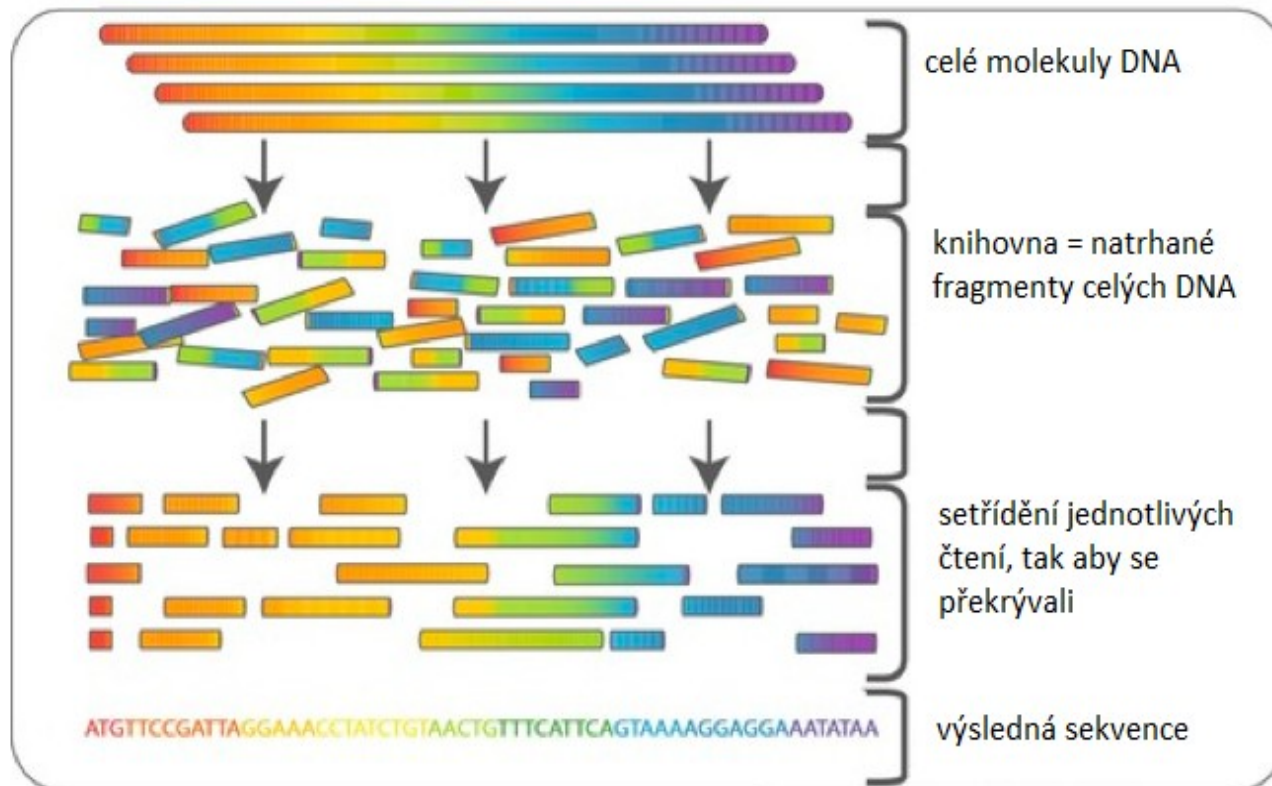 celé molekuly DNA
knihovna = natrhané
fragmenty celých DNA
setřídění jednotlivých
čtení, tak aby se
překrývali
ATGTTCCGATTAGGAAACCTATCTGTAACTGTTTCATTCAGTAAAAGGAGGAAATATAA
výsledná sekvence